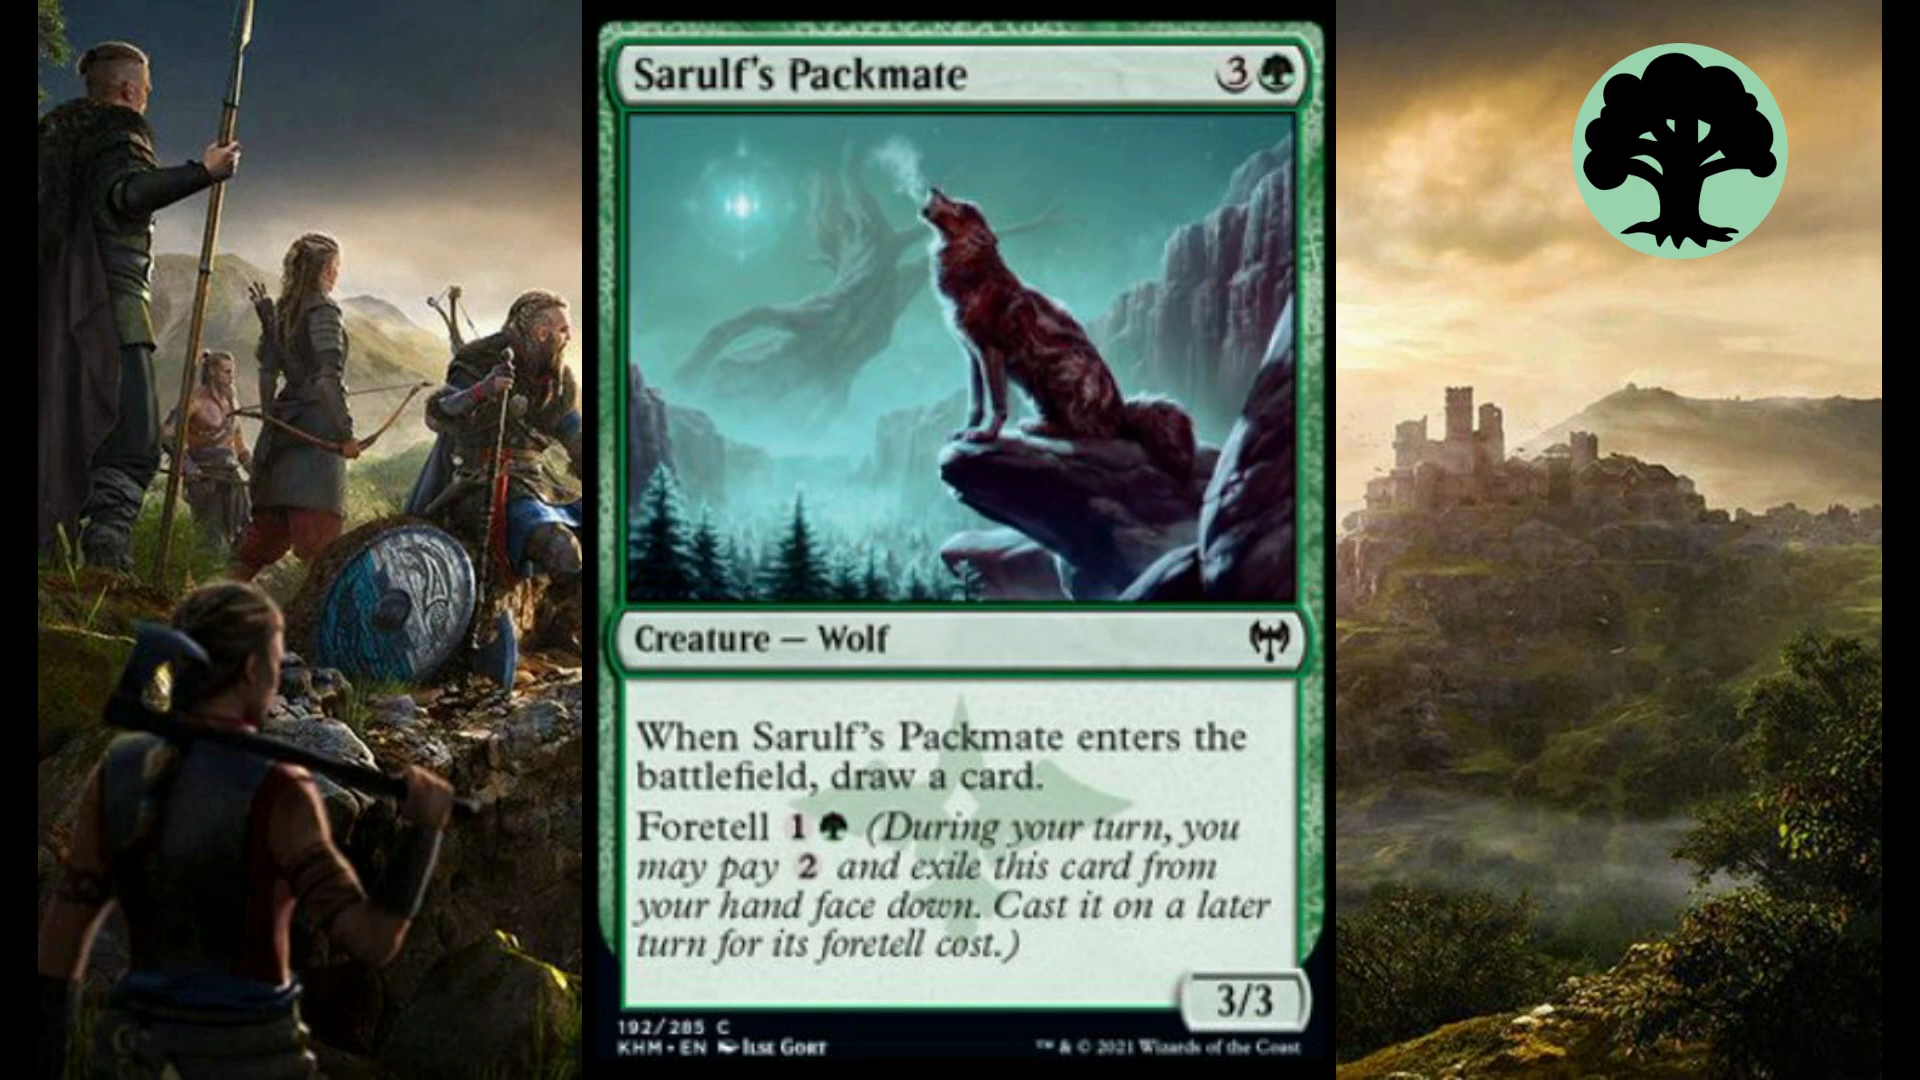 Sarulf's Packmate 3
Creature — Wolf
When Sarulf's Packmate enters the
battlefield, draw a card.
Foretell 1 (During your turn, you
may pay 2 and exile this card from
your hand face down. Cast it on a later
turn for its foretell cost.)
3/3
192/285 C
KHM • EN Ilse Gort
™ & © 2021 Wizards of the Coast